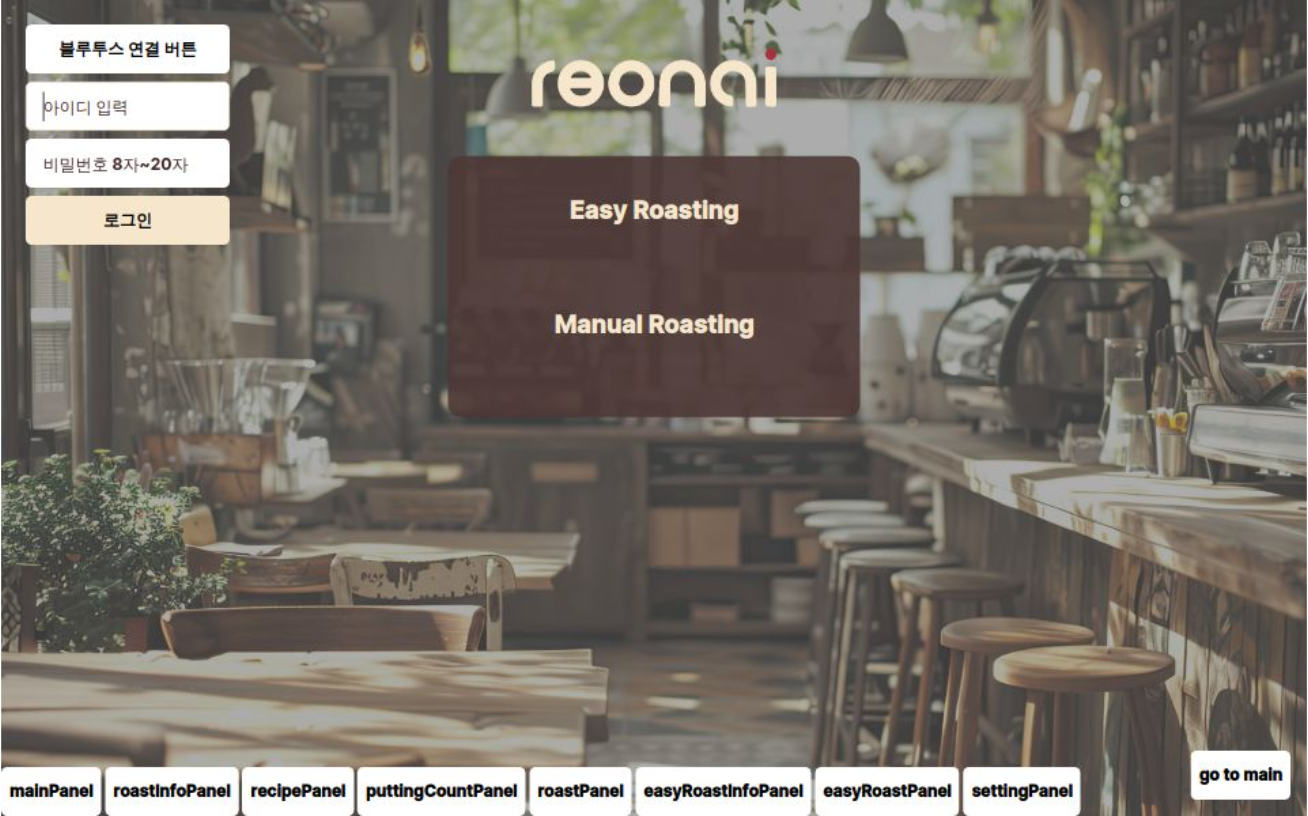 블루투스 연결 버튼
아이디 입력
비밀번호 8자~20자
로그인
reonai
Easy Roasting
Manual Roasting
go to main
mainPanel
roastInfoPanel
recipePanel
puttingCountPanel
roastPanel
easyRoastInfoPanel
easyRoastPanel
settingPanel